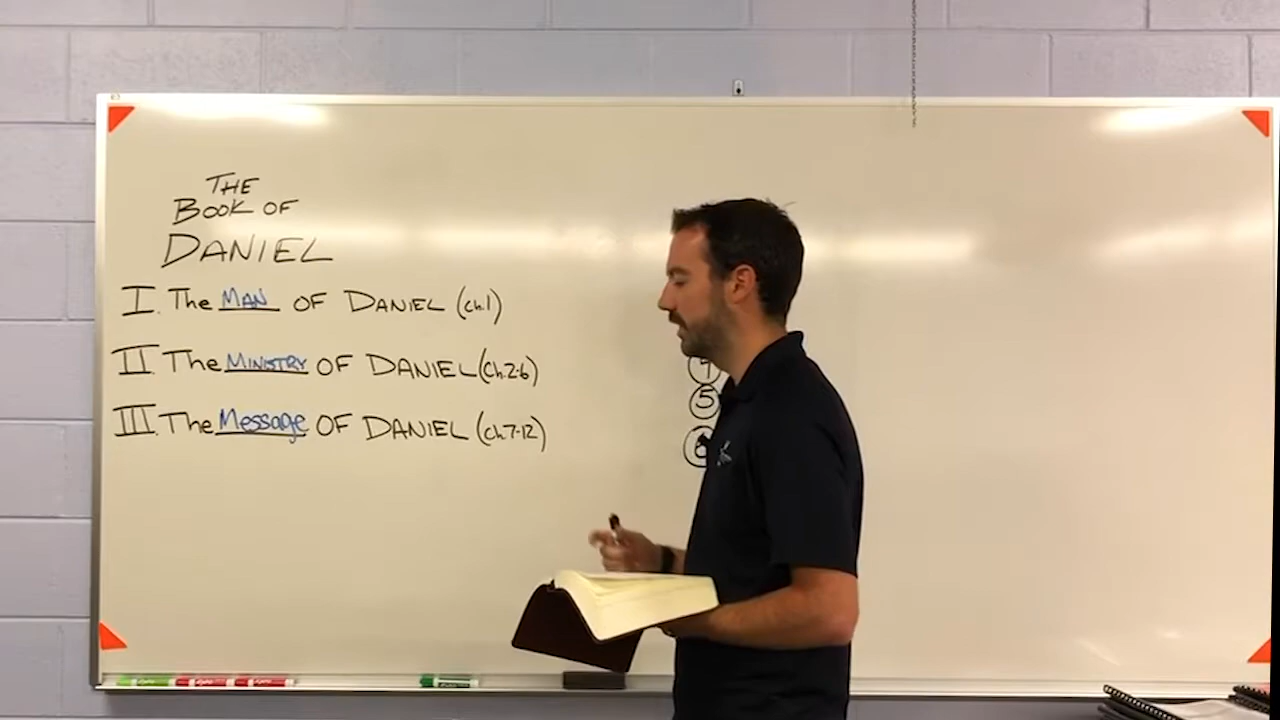 THE
BOOK OF
DANIEL
I. The MAN OF DANIEL (ch.1)
II The MINISTRY OF DANIEL (Ch.2-6)
III. The Message OF DANIEL (ch.7-12)
5
6